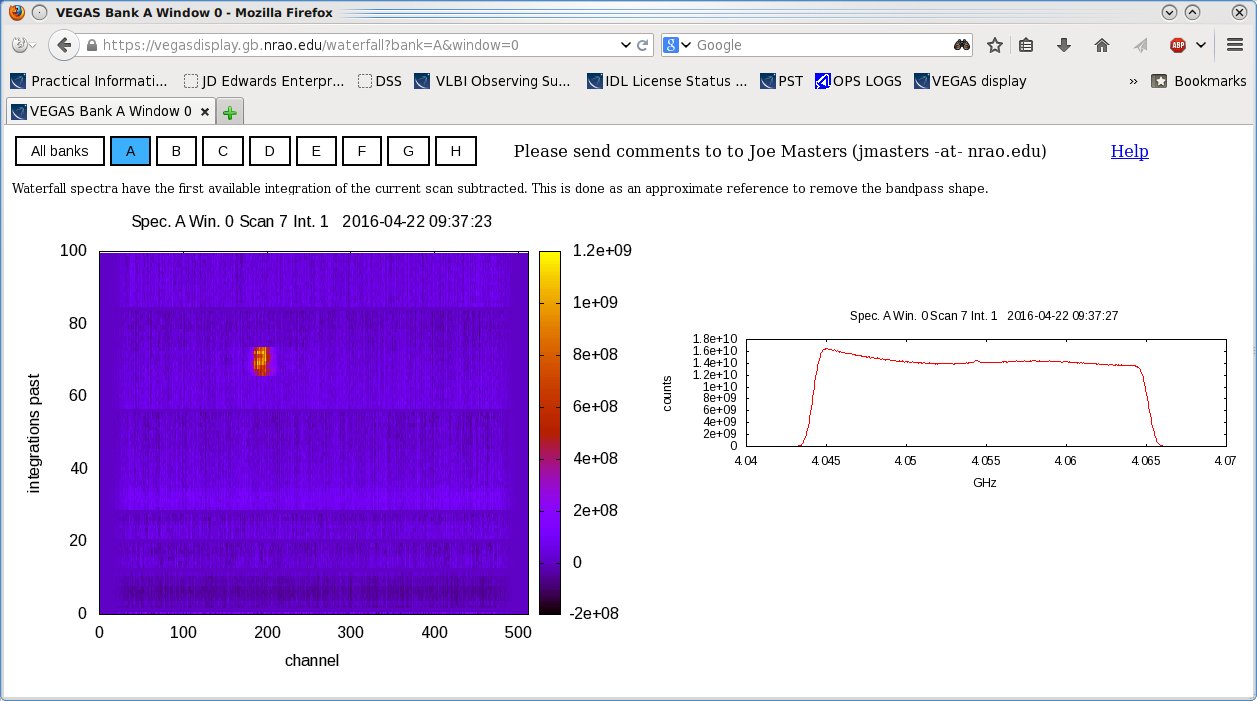 VEGAS Bank A Window 0 - Mozilla Firefox
https://vegasdisplay.gb.nrao.edu/waterfall?bank=A&window=0
8 Google
ABP
Practical Informati... JD Edwards Enterpr... DSS VLBI Observing Su... IDL License Status ... PST OPS LOGS VEGAS display » Bookmarks
VEGAS Bank A Window 0
All banks A B C D E F G H Please send comments to to Joe Masters (jmasters -at- nrao.edu) Help
Waterfall spectra have the first available integration of the current scan subtracted. This is done as an approximate reference to remove the bandpass shape.
Spec. A Win. 0 Scan 7 Int. 1 2016-04-22 09:37:23
100
80
60
40
20
0
integrations past
0 100 200 300 400 500
channel
1.2e+09
1e+09
8e+08
6e+08
4e+08
2e+08
0
-2e+08
Spec. A Win. 0 Scan 7 Int. 1 2016-04-22 09:37:27
1.8e+10
1.6e+10
1.4e+10
1.2e+10
1e+10
8e+09
6e+09
4e+09
2e+09
0
counts
4.04 4.045 4.05 4.055 4.06 4.065 4.07
GHz